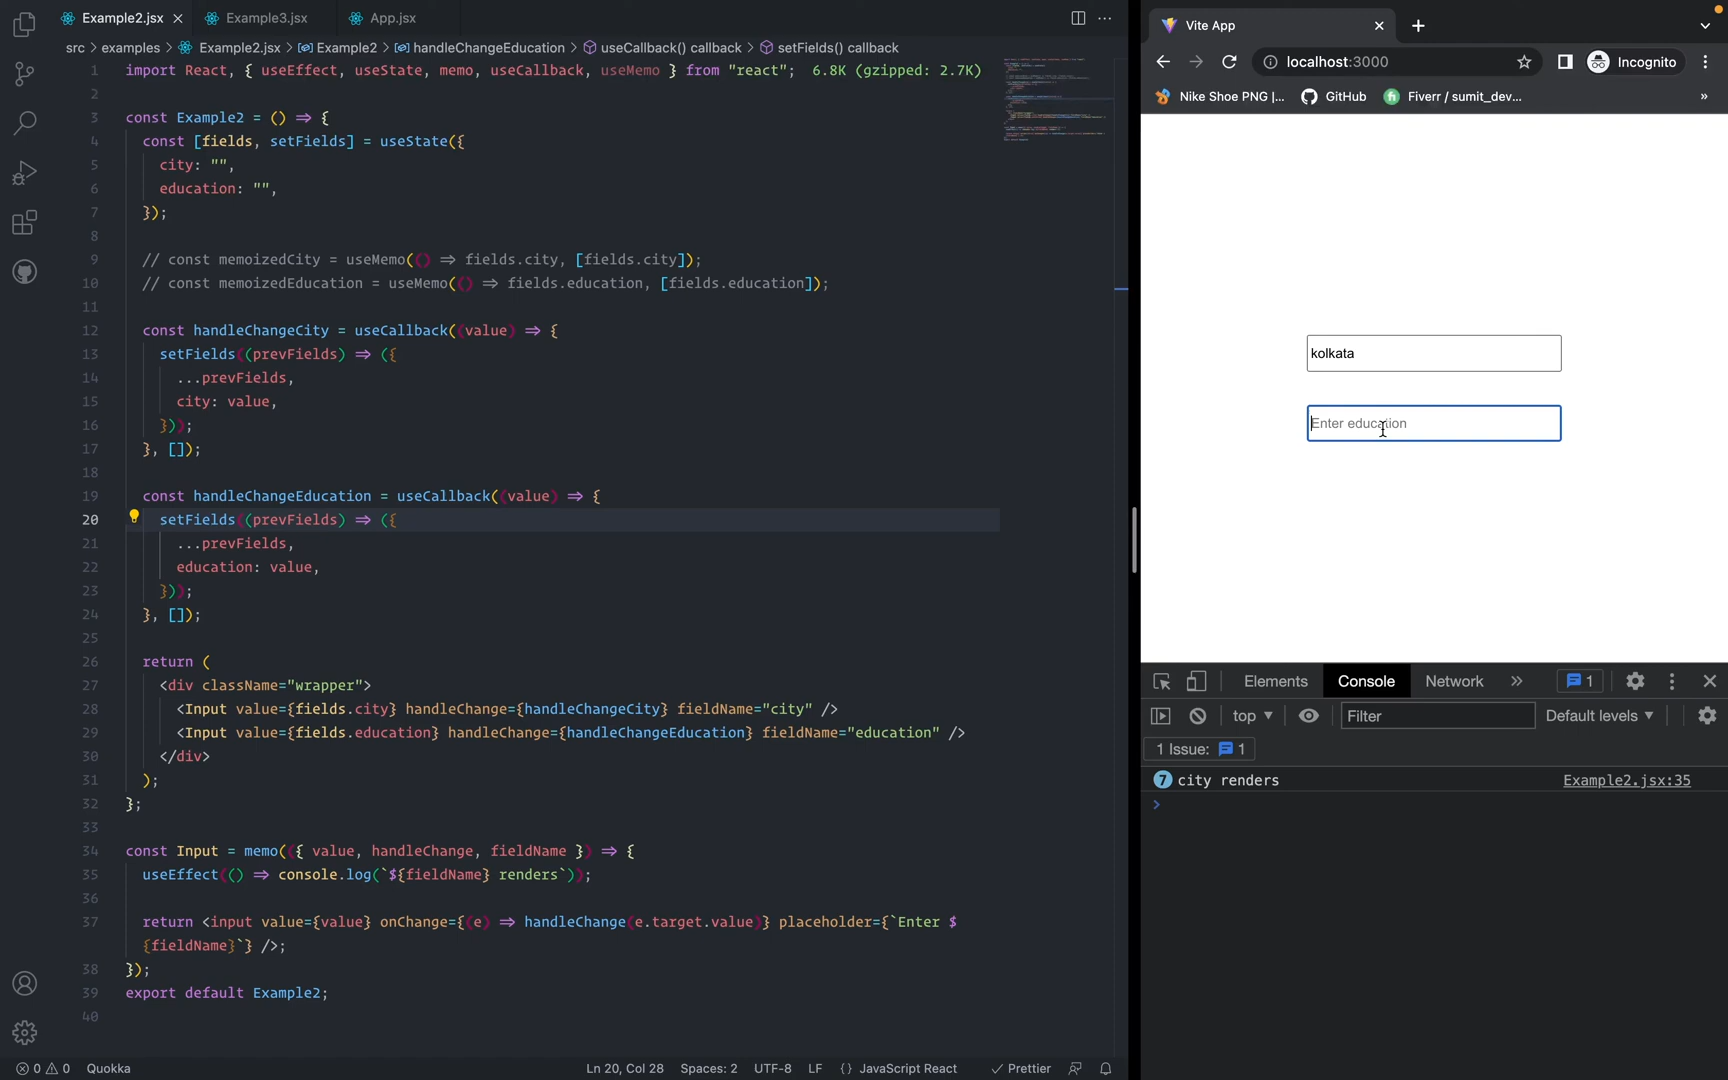 Example2.jsx
Example3.jsx
App.jsx
src > examples > Example2.jsx > Example2 > handleChangeEducation > useCallback() callback > setFields() callback
1 import React, { useEffect, useState, memo, useCallback, useMemo } from "react"; 6.8K (gzipped: 2.7K)
2
3 const Example2 = () => {
4 const [fields, setFields] = useState({
5 city: "",
6 education: "",
7 });
8
9 // const memoizedCity = useMemo(() => fields.city, [fields.city]);
10 // const memoizedEducation = useMemo(() => fields.education, [fields.education]);
11
12 const handleChangeCity = useCallback((value) => {
13 setFields((prevFields) => ({
14 ...prevFields,
15 city: value,
16 }));
17 }, []);
18
19 const handleChangeEducation = useCallback((value) => {
20 setFields((prevFields) => ({
21 ...prevFields,
22 education: value,
23 }));
24 }, []);
25
26 return (
27 <div className="wrapper">
28 <Input value={fields.city} handleChange={handleChangeCity} fieldName="city" />
29 <Input value={fields.education} handleChange={handleChangeEducation} fieldName="education" />
30 </div>
31 );
32 };
33
34 const Input = memo(({ value, handleChange, fieldName }) => {
35 useEffect(() => console.log(`${fieldName} renders`));
36
37 return <input value={value} onChange={(e) => handleChange(e.target.value)} placeholder={`Enter $
{fieldName}`} />;
38 });
39 export default Example2;
40
0 0 Quokka
Ln 20, Col 28 Spaces: 2 UTF-8 LF {} JavaScript React Prettier
Vite App
localhost:3000
Incognito
Nike Shoe PNG |... GitHub Fiverr / sumit_dev... »
kolkata
Enter education
Elements Console Network » 1
top Filter Default levels
1 Issue: 1
7 city renders Example2.jsx:35
>